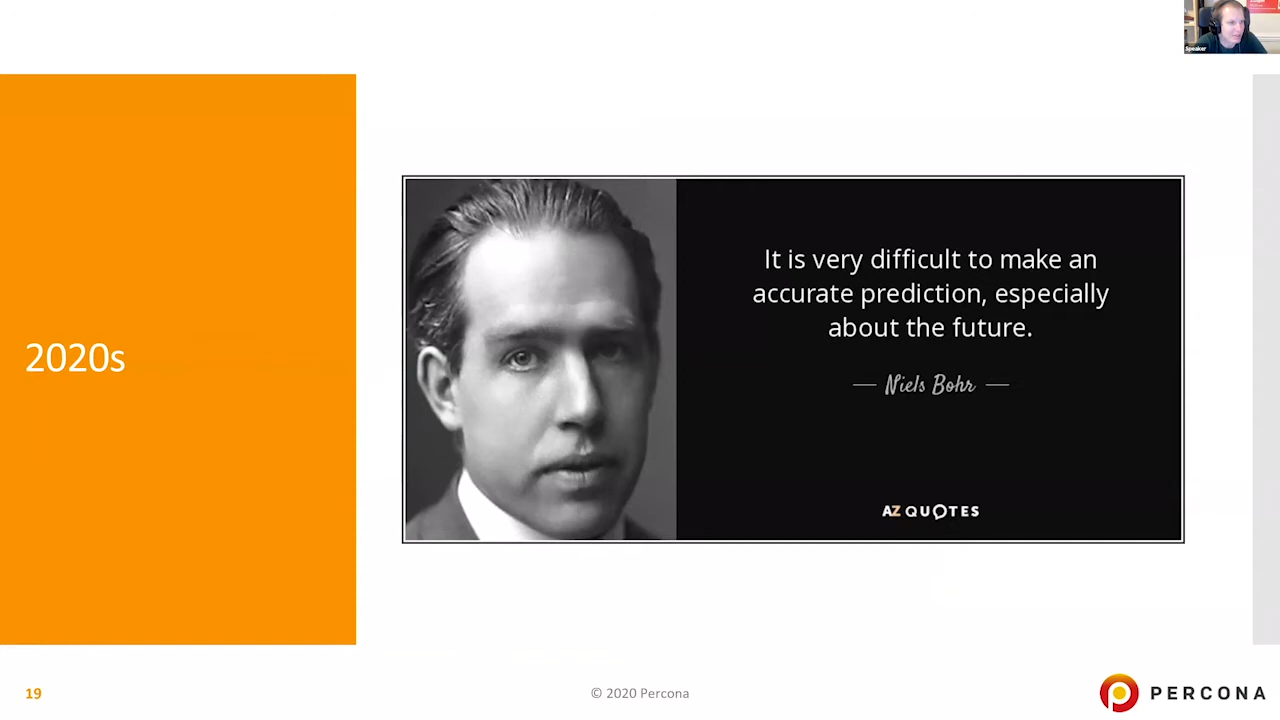 Speaker
2020s
It is very difficult to make an
accurate prediction, especially
about the future.
— Niels Bohr —
AZ QUOTES
19
© 2020 Percona
PERCONA